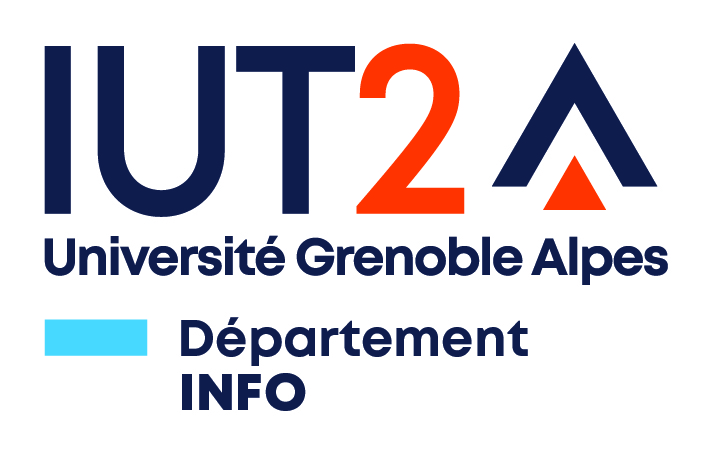 IUT2
Université Grenoble Alpes
Département
INFO